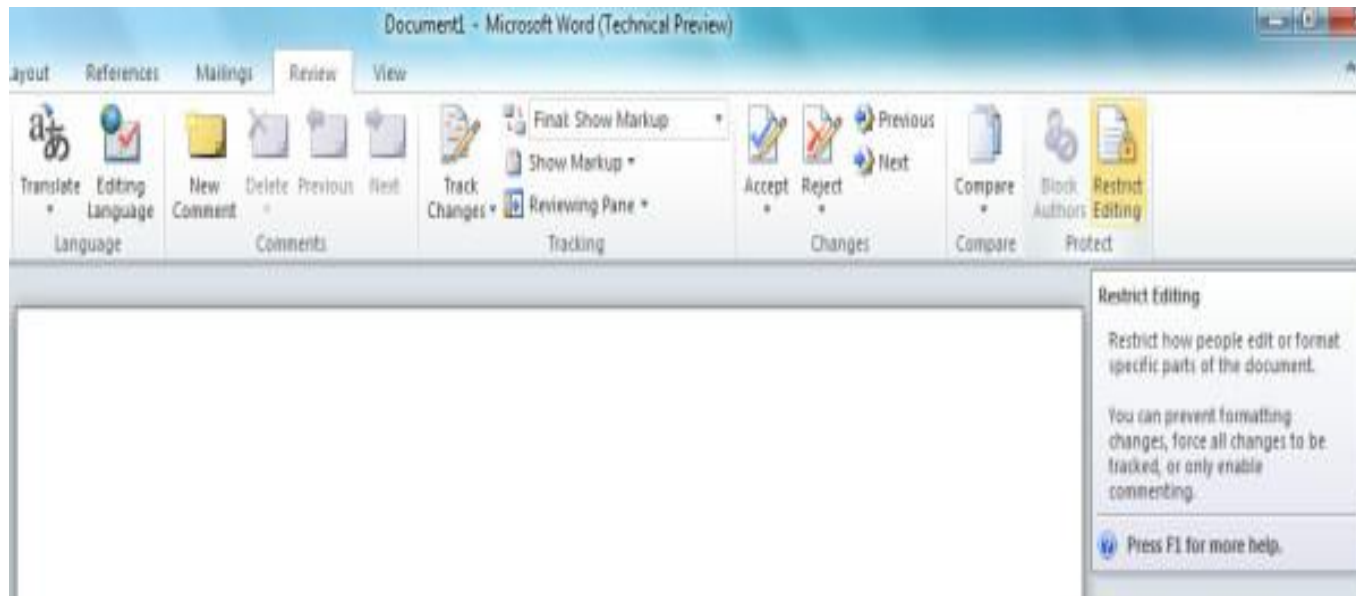 Document1 - Microsoft Word (Technical Preview)
ayout References Mailings Review View
aあ
Final: Show Markup
Show Markup
Reviewing Pane
Previous
Next
Translate
Editing Language
New Comment
Delete
Previous
Next
Track Changes
Accept
Reject
Compare
Block Authors
Restrict Editing
Language
Comments
Tracking
Changes
Compare
Protect
Restrict Editing
Restrict how people edit or format
specific parts of the document.
You can prevent formatting
changes, force all changes to be
tracked, or only enable
commenting.
Press F1 for more help.